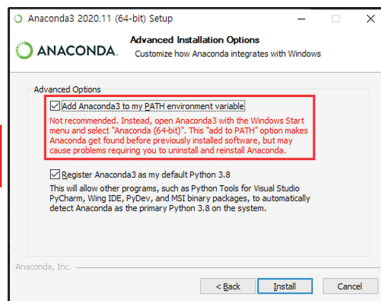 Anaconda3 2020.11 (64-bit) Setup
ANACONDA.
Advanced Installation Options
Customize how Anaconda integrates with Windows
Advanced Options
Add Anaconda3 to my PATH environment variable
Not recommended. Instead, open Anaconda3 with the Windows Start
menu and select "Anaconda (64-bit)". This "add to PATH" option makes
Anaconda get found before previously installed software, but may
cause problems requiring you to uninstall and reinstall Anaconda.
Register Anaconda3 as my default Python 3.8
This will allow other programs, such as Python Tools for Visual Studio
PyCharm, Wing IDE, PyDev, and MSI binary packages, to automatically
detect Anaconda as the primary Python 3.8 on the system.
Anaconda, Inc.
< Back
Install
Cancel